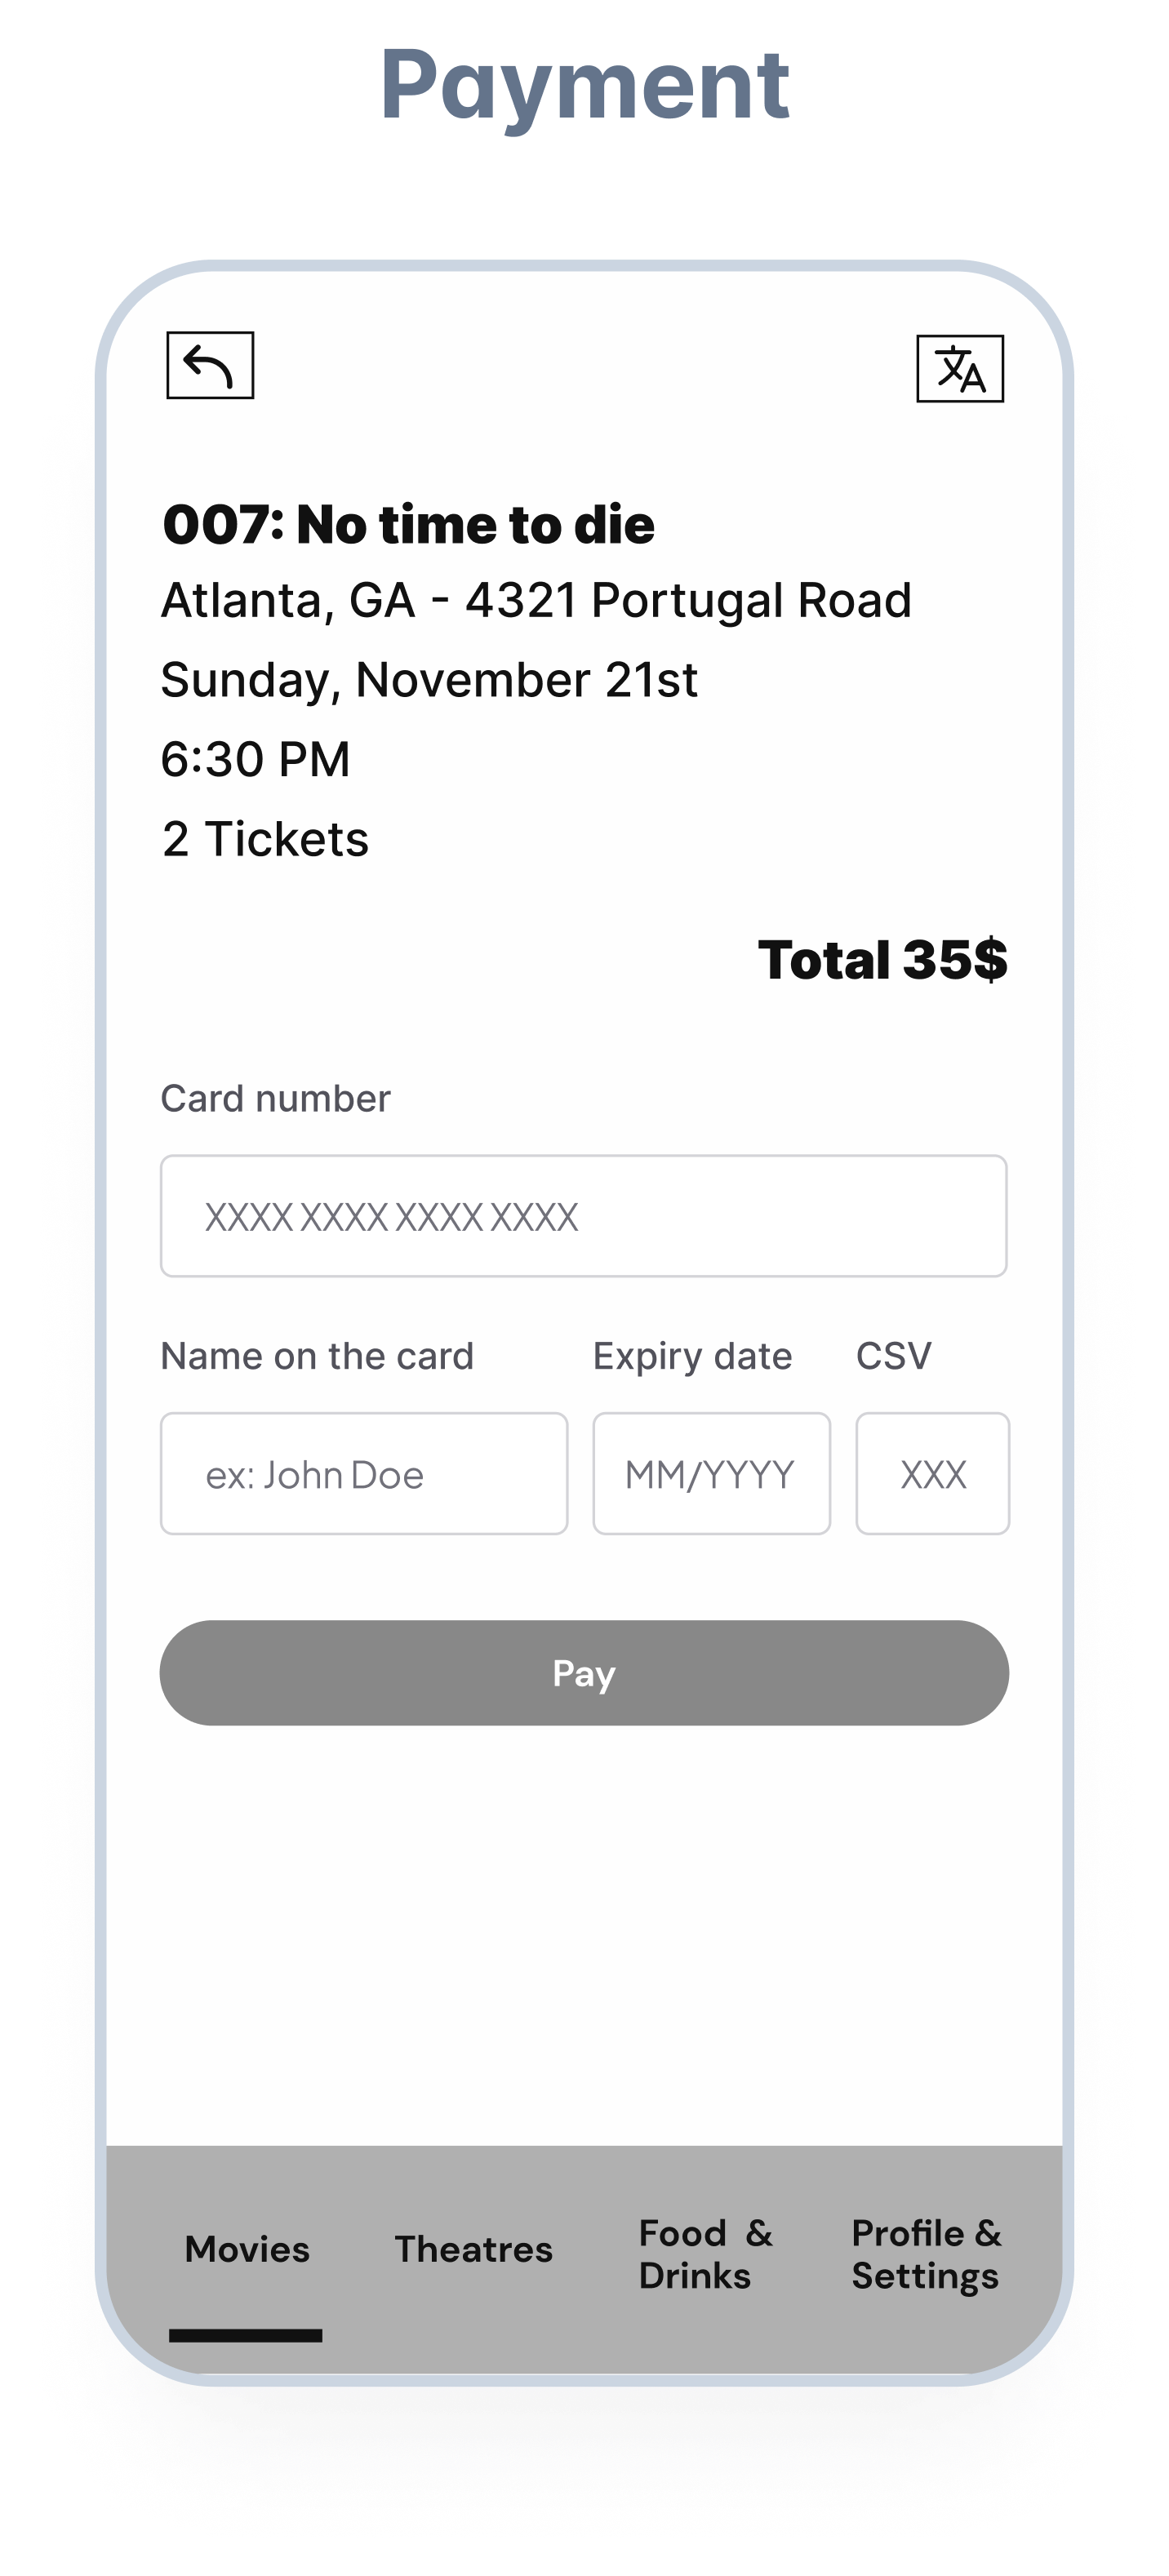 Payment
文A
007: No time to die
Atlanta, GA - 4321 Portugal Road
Sunday, November 21st
6:30 PM
2 Tickets
Total 35$
Card number
XXXX XXXX XXXX XXXX
Name on the card
Expiry date
CSV
ex: John Doe
MM/YYYY
XXX
Pay
Movies
Theatres
Food &
Drinks
Profile &
Settings